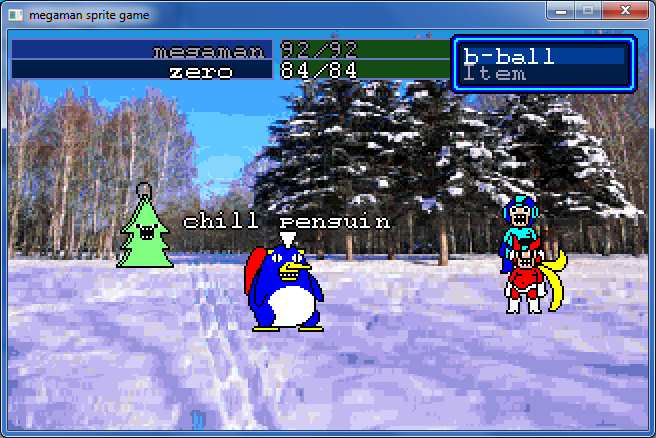 megaman sprite game
megaman 92/92
zero 84/84
b-ball
Item
chill penguin